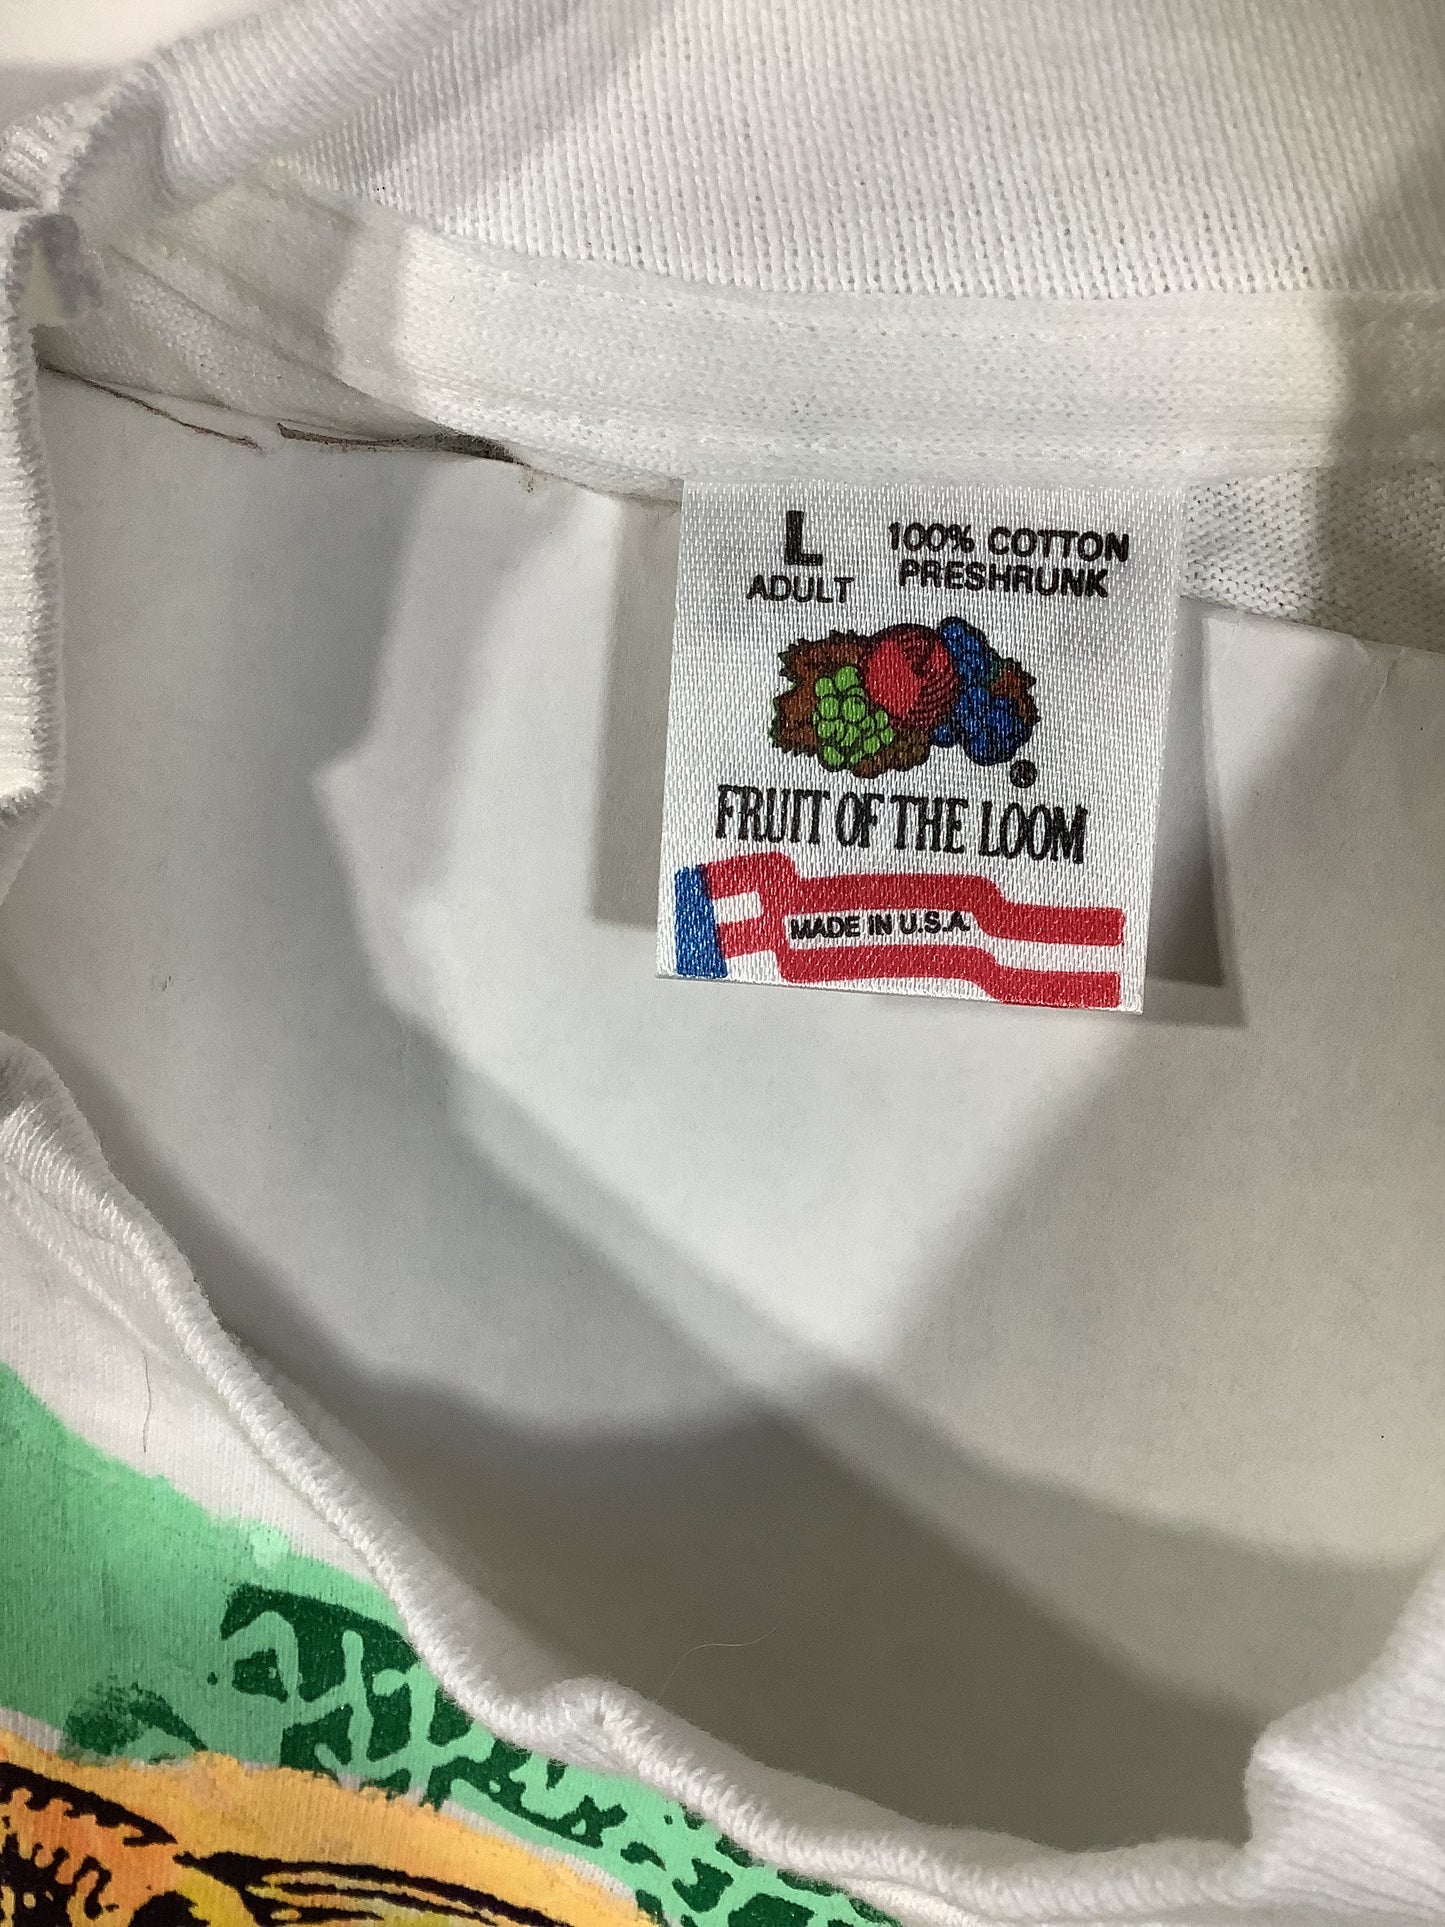 L
ADULT
100% COTTON
PRESHRUNK
®
FRUIT OF THE LOOM
MADE IN U.S.A.